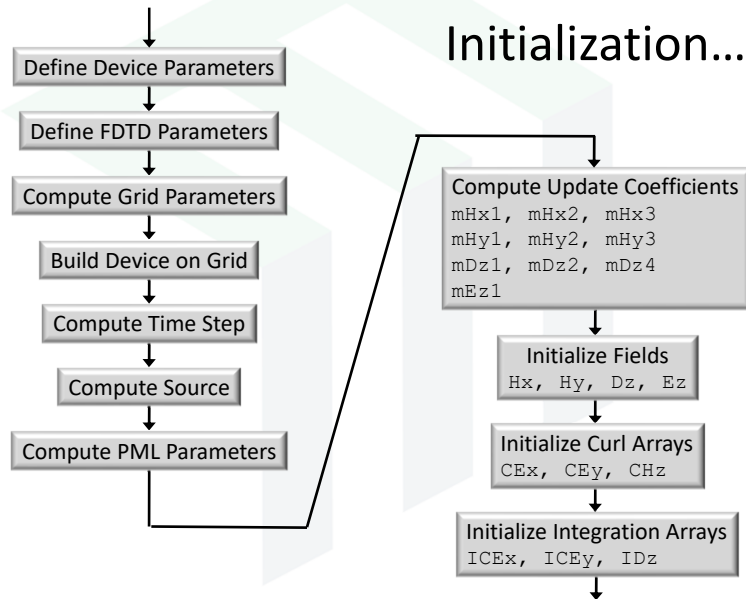 Initialization...
Define Device Parameters
Define FDTD Parameters
Compute Grid Parameters
Build Device on Grid
Compute Time Step
Compute Source
Compute PML Parameters
Compute Update Coefficients
mHx1, mHx2, mHx3
mHy1, mHy2, mHy3
mDz1, mDz2, mDz4
mEz1
Initialize Fields
Hx, Hy, Dz, Ez
Initialize Curl Arrays
CEx, CEy, CHz
Initialize Integration Arrays
ICEx, ICEy, IDz